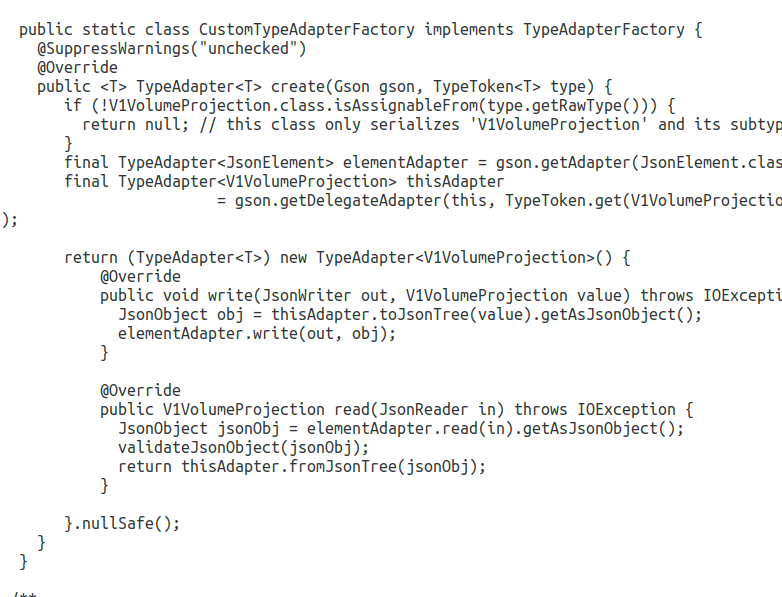 public static class CustomTypeAdapterFactory implements TypeAdapterFactory {
@SuppressWarnings("unchecked")
@Override
public <T> TypeAdapter<T> create(Gson gson, TypeToken<T> type) {
if (!V1VolumeProjection.class.isAssignableFrom(type.getRawType())) {
return null; // this class only serializes 'V1VolumeProjection' and its subtyp
}
final TypeAdapter<JsonElement> elementAdapter = gson.getAdapter(JsonElement.clas
final TypeAdapter<V1VolumeProjection> thisAdapter
= gson.getDelegateAdapter(this, TypeToken.get(V1VolumeProjectio
);
return (TypeAdapter<T>) new TypeAdapter<V1VolumeProjection>() {
@Override
public void write(JsonWriter out, V1VolumeProjection value) throws IOExcepti
JsonObject obj = thisAdapter.toJsonTree(value).getAsJsonObject();
elementAdapter.write(out, obj);
}
@Override
public V1VolumeProjection read(JsonReader in) throws IOException {
JsonObject jsonObj = elementAdapter.read(in).getAsJsonObject();
validateJsonObject(jsonObj);
return thisAdapter.fromJsonTree(jsonObj);
}
}.nullSafe();
}
}
/**